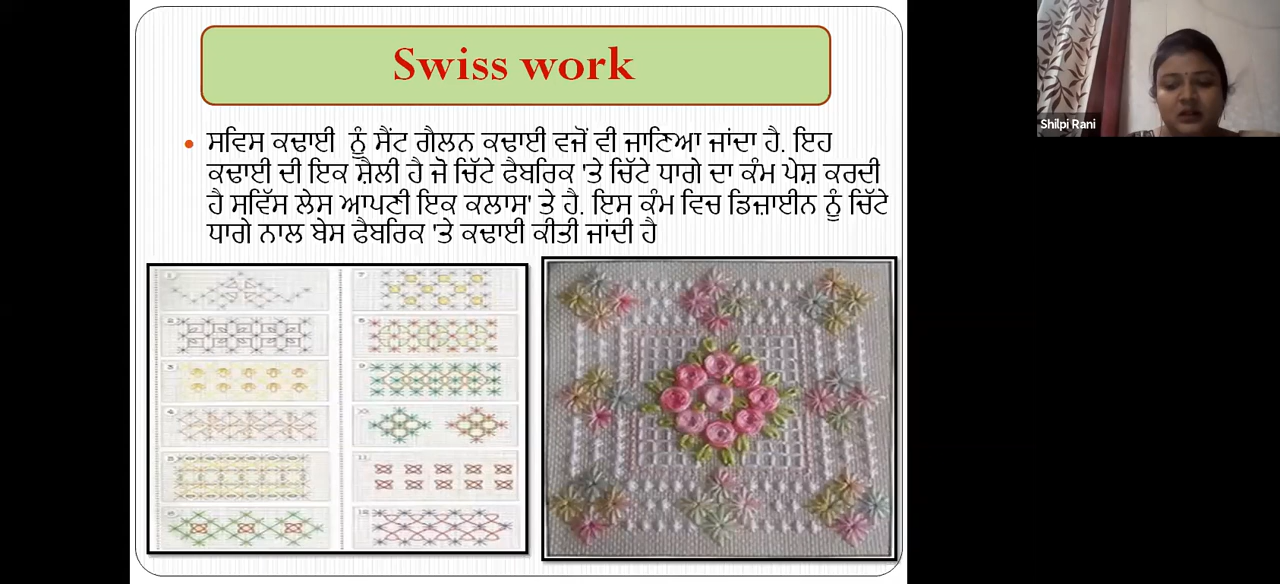 Swiss work
Shilpi Rani
• ਸਵਿਸ ਕਢਾਈ ਨੂੰ ਸੈਂਟ ਗੈਲਨ ਕਢਾਈ ਵਜੋਂ ਵੀ ਜਾਣਿਆ ਜਾਂਦਾ ਹੈ. ਇਹ
ਕਢਾਈ ਦੀ ਇਕ ਸ਼ੈਲੀ ਹੈ ਜੋ ਚਿੱਟੇ ਫੈਬਰਿਕ 'ਤੇ ਚਿੱਟੇ ਧਾਗੇ ਦਾ ਕੰਮ ਪੇਸ਼ ਕਰਦੀ
ਹੈ ਸਵਿੱਸ ਲੇਸ ਆਪਣੀ ਇਕ ਕਲਾਸ' ਤੇ ਹੈ. ਇਸ ਕੰਮ ਵਿਚ ਡਿਜ਼ਾਈਨ ਨੂੰ ਚਿੱਟੇ
ਧਾਗੇ ਨਾਲ ਬੇਸ ਫੈਬਰਿਕ 'ਤੇ ਕਢਾਈ ਕੀਤੀ ਜਾਂਦੀ ਹੈ